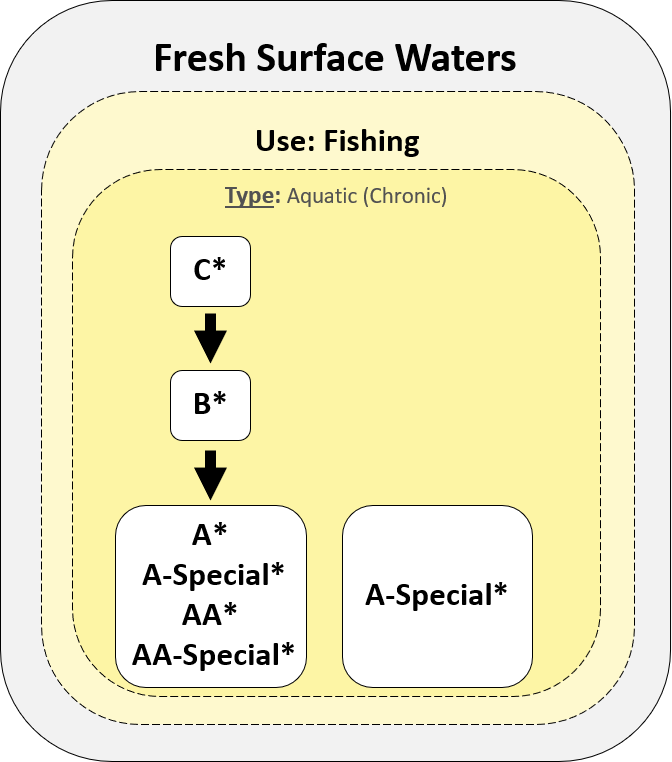 Fresh Surface Waters
Use: Fishing
Type: Aquatic (Chronic)
C*
B*
A*
A-Special*
AA*
AA-Special*
A-Special*